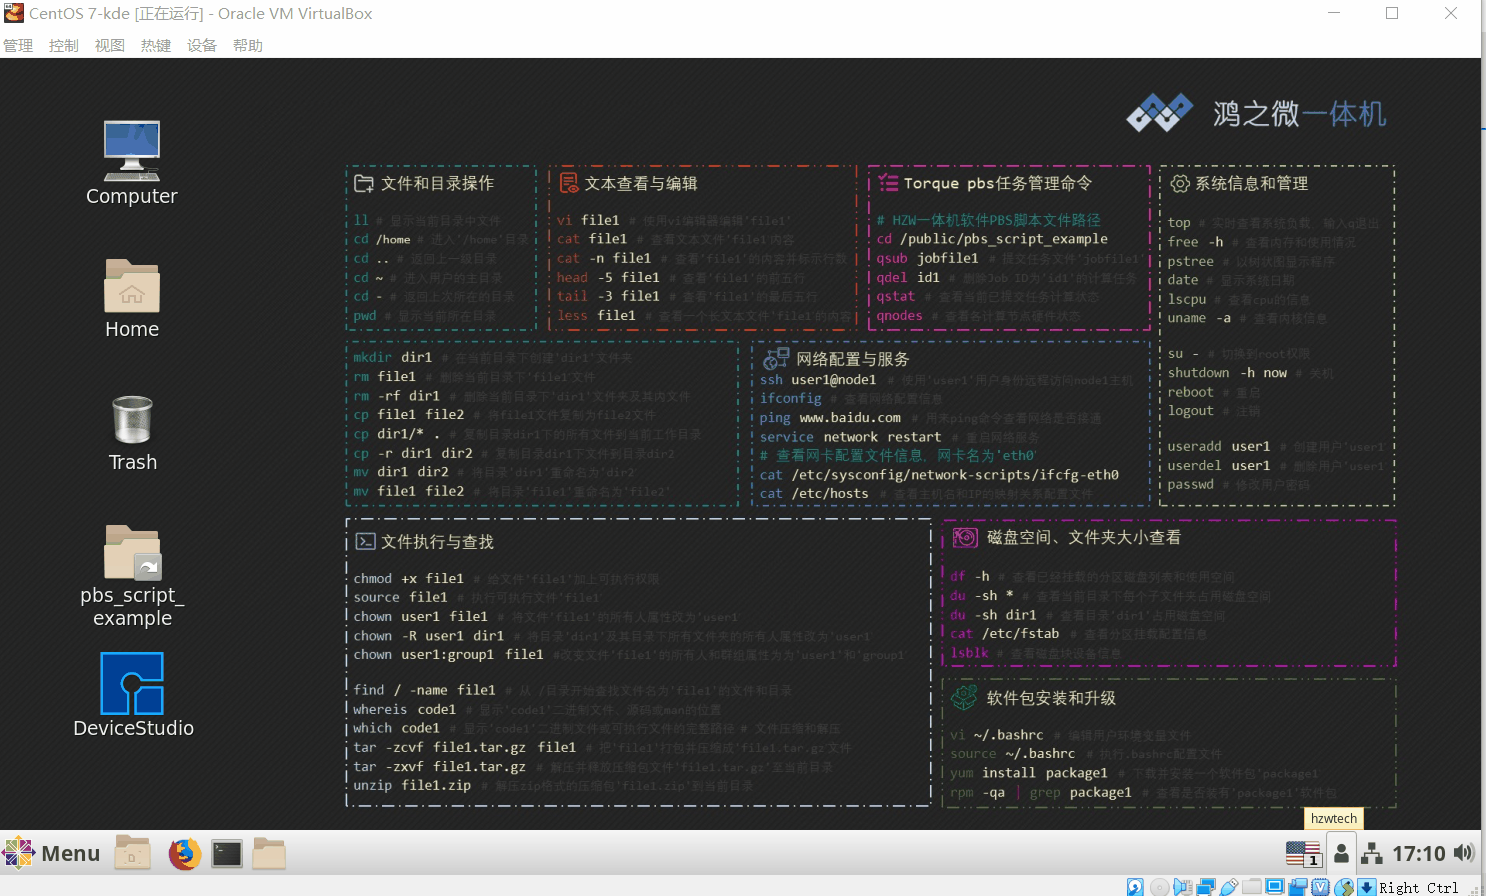 CentOS 7-kde [正在运行] - Oracle VM VirtualBox
管理 控制 视图 热键 设备 帮助
鸿之微一体机
Computer
Home
Trash
pbs_script_
example
DeviceStudio
文件和目录操作
ll # 显示当前目录中文件
cd /home # 进入'/home'目录
cd .. # 返回上一级目录
cd ~ # 进入用户的主目录
cd - # 返回上次所在的目录
pwd # 显示当前所在目录
文本查看与编辑
vi file1 # 使用vi编辑器编辑'file1'
cat file1 # 查看文本文件'file1'内容
cat -n file1 # 查看'file1'的内容并标示行数
head -5 file1 # 查看'file1'的前五行
tail -3 file1 # 查看'file1'的最后五行
less file1 # 查看一个长文本文件'file1'的内容
Torque pbs任务管理命令
# HZW一体机软件PBS脚本文件路径
cd /public/pbs_script_example
qsub jobfile1 # 提交任务文件'jobfile1'
qdel id1 # 删除Job ID为'id1'的计算任务
qstat # 查看当前已提交任务计算状态
qnodes # 查看各计算节点硬件状态
系统信息和管理
top # 实时查看系统负载，输入q退出
free -h # 查看内存和使用情况
pstree # 以树状图显示程序
date # 显示系统日期
lscpu # 查看cpu的信息
uname -a # 查看内核信息
su - # 切换到root权限
shutdown -h now # 关机
reboot # 重启
logout # 注销
useradd user1 # 创建用户'user1'
userdel user1 # 删除用户'user1'
passwd # 修改用户密码
mkdir dir1 # 在当前目录下创建'dir1'文件夹
rm file1 # 删除当前目录下'file1'文件
rm -rf dir1 # 删除当前目录下'dir1'文件夹及其内文件
cp file1 file2 # 将file1文件复制为file2文件
cp dir1/* . # 复制目录dir1下的所有文件到当前工作目录
cp -r dir1 dir2 # 复制目录dir1下文件到目录dir2
mv dir1 dir2 # 将目录'dir1'重命名为'dir2'
mv file1 file2 # 将目录'file1'重命名为'file2'
网络配置与服务
ssh user1@node1 # 使用'user1'用户身份远程访问node1主机
ifconfig # 查看网络配置信息
ping www.baidu.com # 用来ping命令查看网络是否接通
service network restart # 重启网络服务
# 查看网卡配置文件信息，网卡名为'eth0'
cat /etc/sysconfig/network-scripts/ifcfg-eth0
cat /etc/hosts # 查看主机名和IP的映射关系配置文件
文件执行与查找
chmod +x file1 # 给文件'file1'加上可执行权限
source file1 # 执行可执行文件'file1'
chown user1 file1 # 将文件'file1'的所有人属性改为'user1'
chown -R user1 dir1 # 将目录'dir1'及其目录下所有文件夹的所有人属性改为'user1'
chown user1:group1 file1 #改变文件'file1'的所有人和群组属性为为'user1'和'group1'
find / -name file1 # 从 /目录开始查找文件名为'file1'的文件和目录
whereis code1 # 显示'code1'二进制文件、源码或man的位置
which code1 # 显示'code1'二进制文件或可执行文件的完整路径 # 文件压缩和解压
tar -zcvf file1.tar.gz file1 # 把'file1'打包并压缩成'file1.tar.gz'文件
tar -zxvf file1.tar.gz # 解压并释放压缩包文件'file1.tar.gz'至当前目录
unzip file1.zip # 解压zip格式的压缩包'file1.zip'到当前目录
磁盘空间、文件夹大小查看
df -h # 查看已经挂载的分区磁盘列表和使用空间
du -sh * # 查看当前目录下每个子文件夹占用磁盘空间
du -sh dir1 # 查看目录'dir1'占用磁盘空间
cat /etc/fstab # 查看分区挂载配置信息
lsblk # 查看磁盘块设备信息
软件包安装和升级
vi ~/.bashrc # 编辑用户环境变量文件
source ~/.bashrc # 执行.bashrc配置文件
yum install package1 # 下载并安装一个软件包'package1
rpm -qa | grep package1 # 查看是否装有'package1'软件包
hzwtech
Menu
1
17:10
Right Ctrl